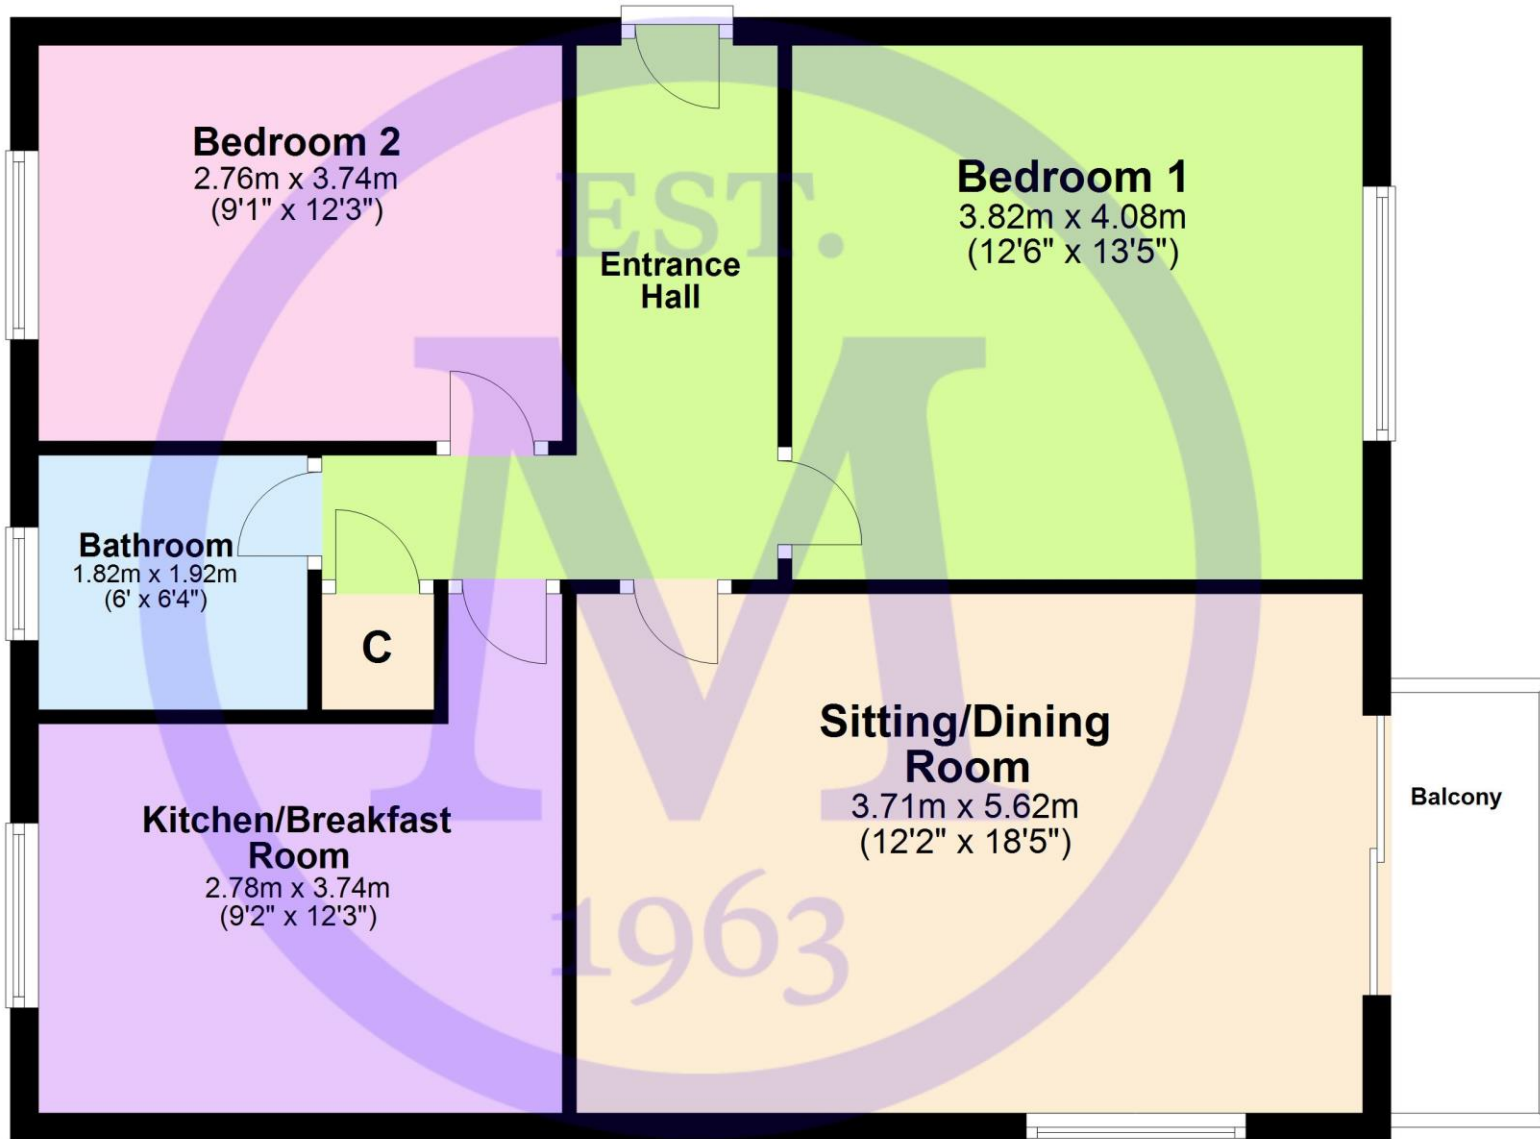 Bedroom 2
2.76m x 3.74m
(9'1" x 12'3")
EST.
Entrance
Hall
Bedroom 1
3.82m x 4.08m
(12'6" x 13'5")
M
Bathroom
1.82m x 1.92m
(6' x 6'4")
C
Sitting/Dining
Room
3.71m x 5.62m
(12'2" x 18'5")
Balcony
Kitchen/Breakfast
Room
2.78m x 3.74m
(9'2" x 12'3")
1963